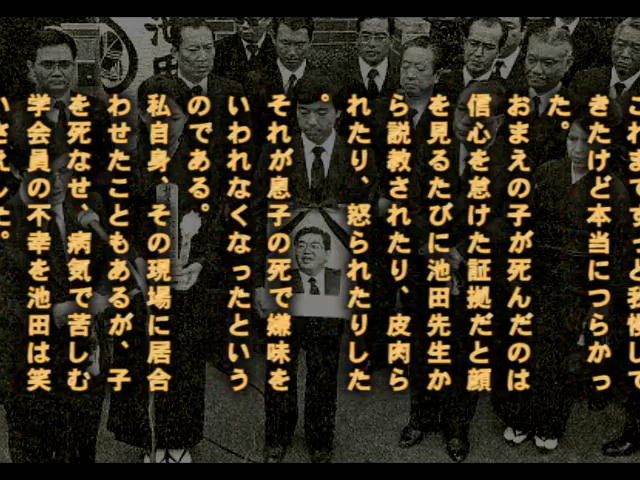 これまでずっと我慢して
きたけど本当につらかっ
た。
おまえの子が死んだのは
信心を怠けた証拠だと顔
を見るたびに池田先生か
ら説教されたり、皮肉ら
れたり、怒られたりした
。
それが息子の死で嫌味を
いわれなくなったという
のである。
私自身、その現場に居合
わせたこともあるが、子
を死なせ、病気で苦しむ
学会員の不幸を池田は笑
いさえした。